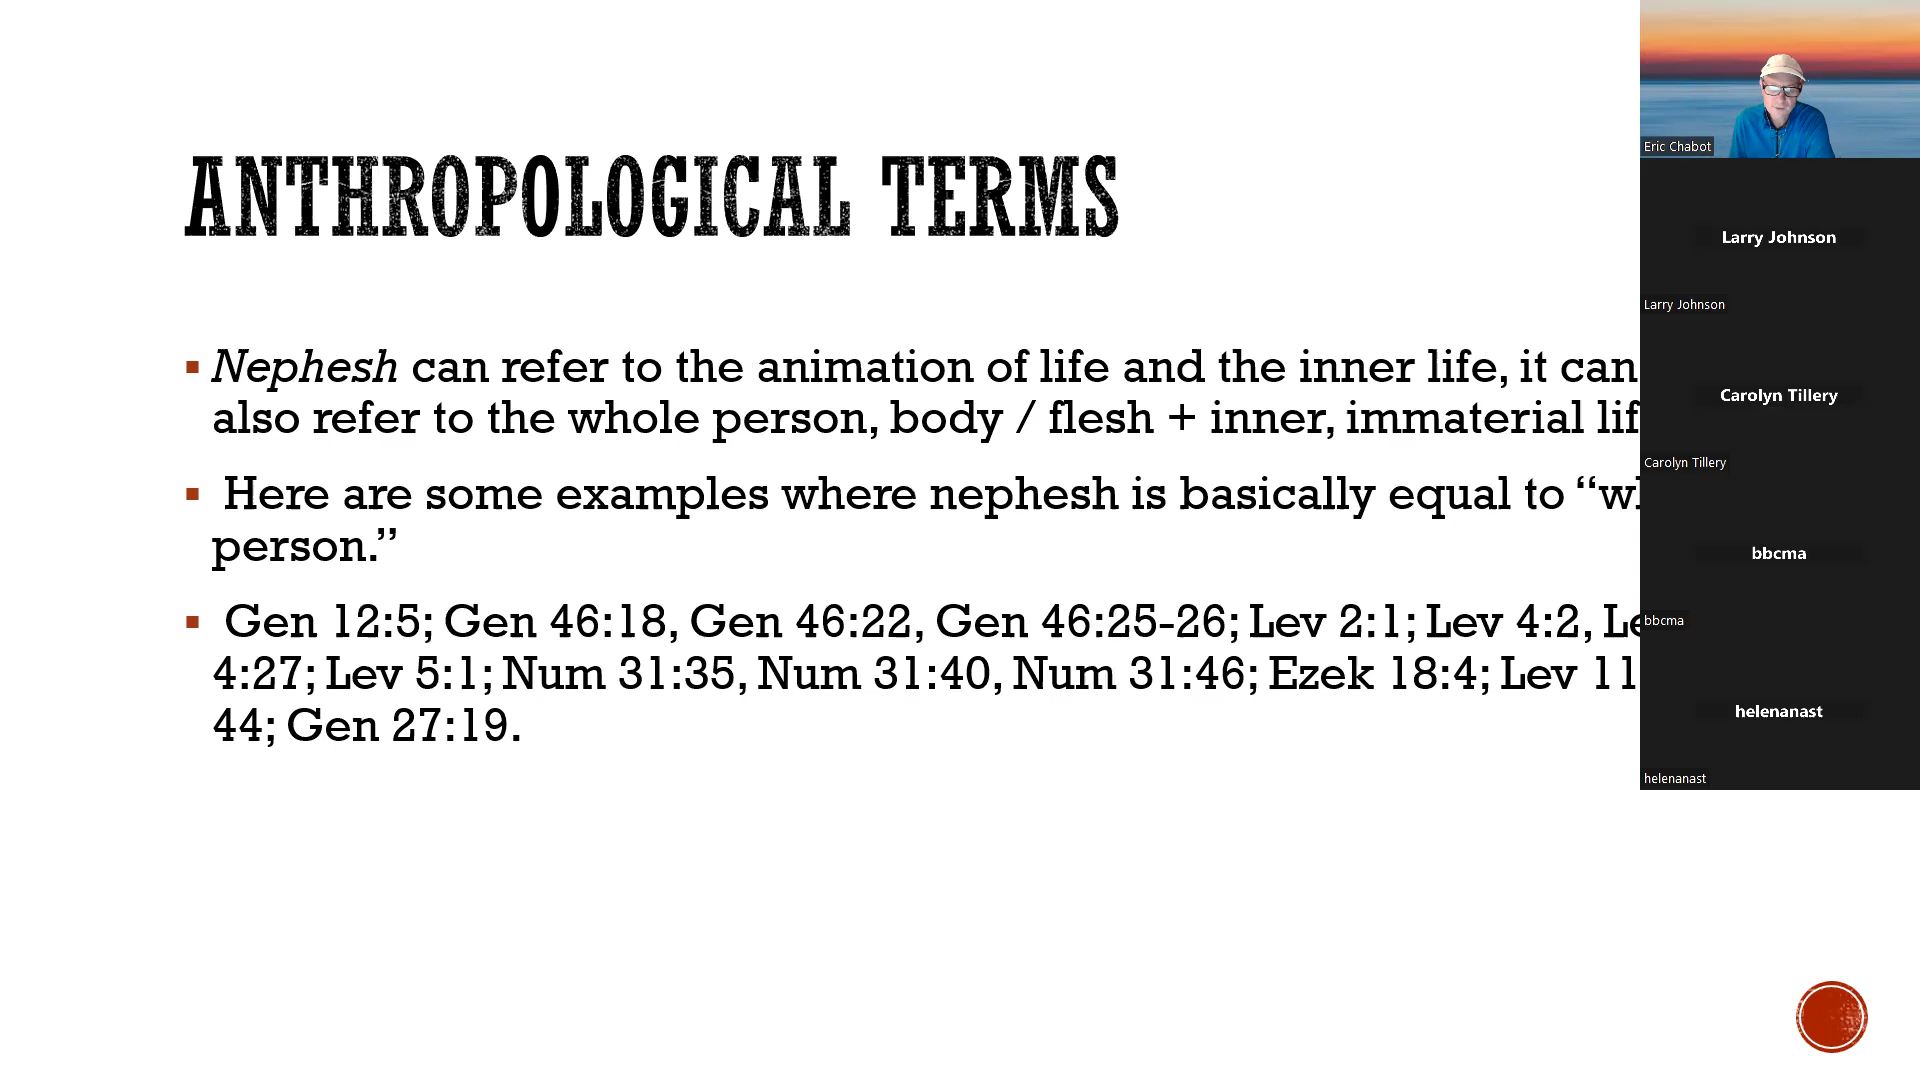 ANTHROPOLOGICAL TERMS
Nephesh can refer to the animation of life and the inner life, it can
also refer to the whole person, body / flesh + inner, immaterial
Here are some examples where nephesh is basically equal to
person.”
Gen 12:5; Gen 46:18, Gen 46:22, Gen 46:25-26; Lev 2:1; Lev 4:2,
4:27; Lev 5:1; Num 31:35, Num 31:40, Num 31:46; Ezek 18:4; Lev 11
44; Gen 27:19.
Eric Chabot
Larry Johnson
Larry Johnson
Carolyn Tillery
Carolyn Tillery
bbcma
bbcma
helenanast
helenanast